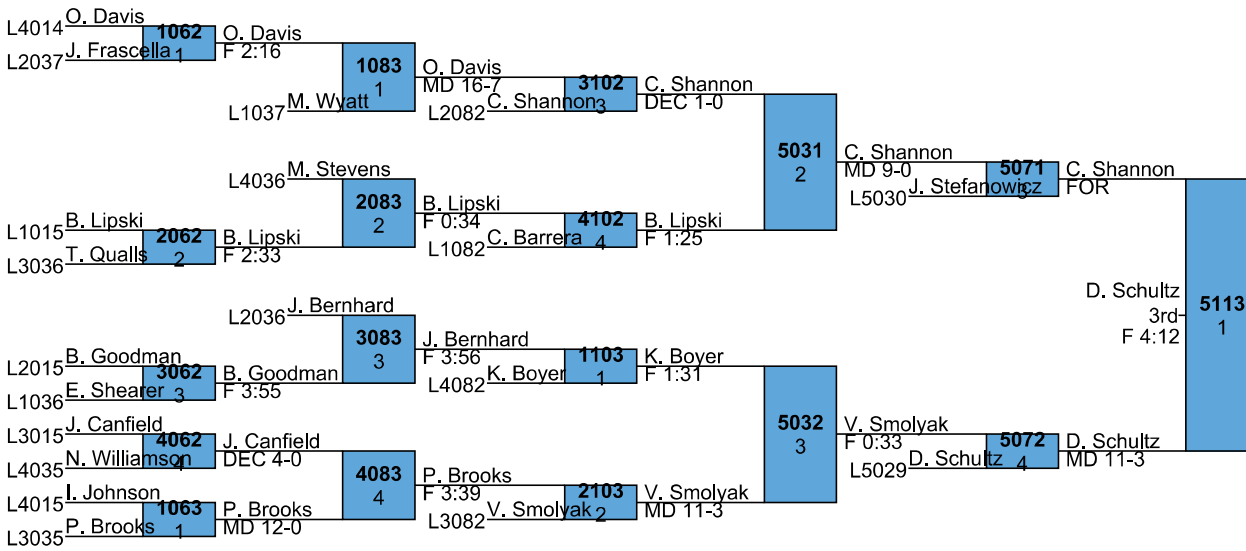 L4014 O. Davis
L2037 J. Frascella
1062
1
O. Davis
F 2:16
L1037 M. Wyatt
1083
1
O. Davis
MD 16-7
L2082 C. Shannon
3102
3
C. Shannon
DEC 1-0
L4036 M. Stevens
L1015 B. Lipski
L3036 T. Qualls
2062
2
B. Lipski
F 2:33
2083
2
B. Lipski
F 0:34
L1082 C. Barrera
4102
4
B. Lipski
F 1:25
5031
2
C. Shannon
MD 9-0
L5030 J. Stefanowicz
5071
3
C. Shannon
FOR
L2036 J. Bernhard
L2015 B. Goodman
L1036 E. Shearer
3062
3
B. Goodman
F 3:55
3083
3
J. Bernhard
F 3:56
L4082 K. Boyer
1103
1
K. Boyer
F 1:31
L3015 J. Canfield
L4035 N. Williamson
4062
4
J. Canfield
DEC 4-0
L4015 I. Johnson
L3035 P. Brooks
1063
1
P. Brooks
MD 12-0
4083
4
P. Brooks
F 3:39
L3082 V. Smolyak
2103
2
V. Smolyak
MD 11-3
5032
3
V. Smolyak
F 0:33
L5029 D. Schultz
5072
4
D. Schultz
MD 11-3
5113
1
D. Schultz
3rd
F 4:12